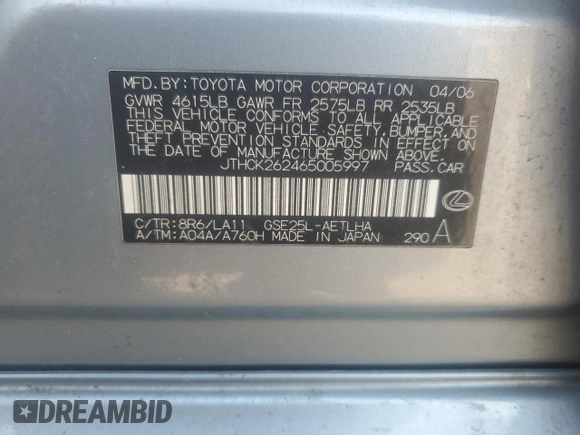 MFD. BY: TOYOTA MOTOR CORPORATION 04/06
GVWR 4615LB GAWR FR 2575LB RR 2535LB
THIS VEHICLE CONFORMS TO ALL APPLICABLE
FEDERAL MOTOR VEHICLE SAFETY, BUMPER, AND
THEFT PREVENTION STANDARDS IN EFFECT ON
THE DATE OF MANUFACTURE SHOWN ABOVE.
JTHCK262465005997 PASS. CAR
C/TR: 8R6/LA11 GSE25L-AETLHA
A/TM: A04A/A760H MADE IN JAPAN 290 A
DREAMBID